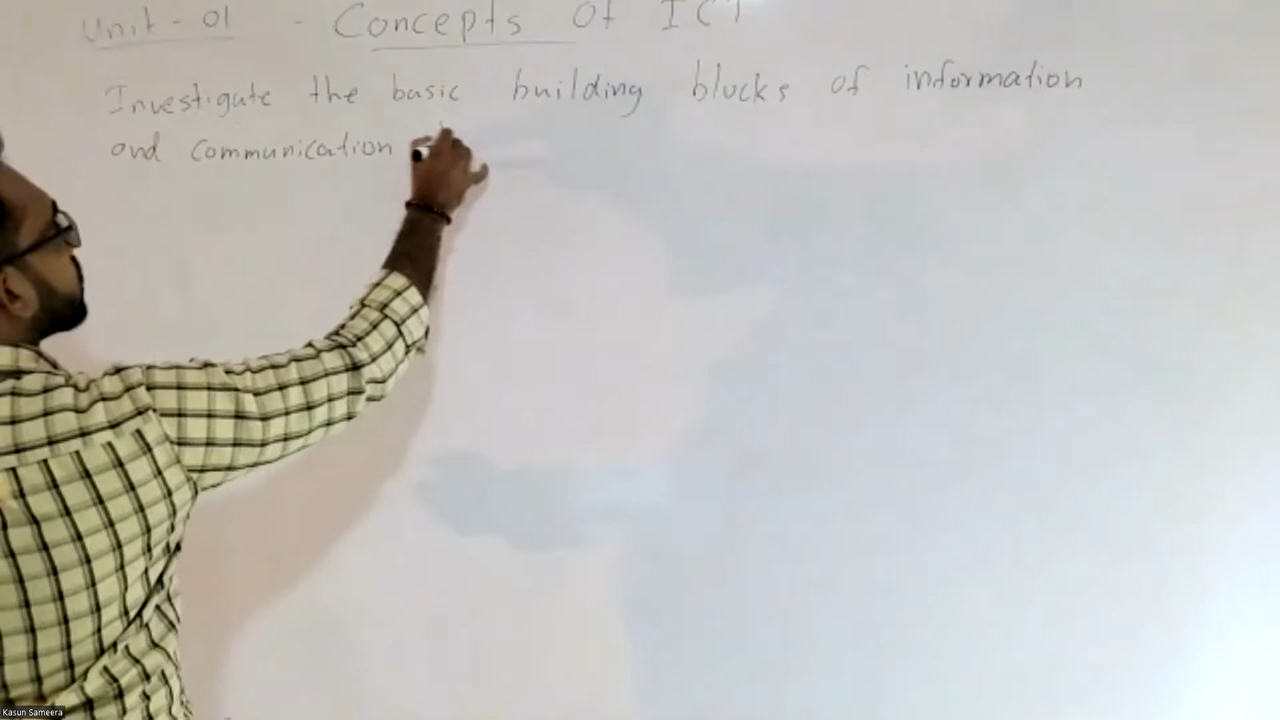 Unit - 01 - Concepts Of ICT
Investigate the basic building blocks of information
and communication
Kasun Sameera